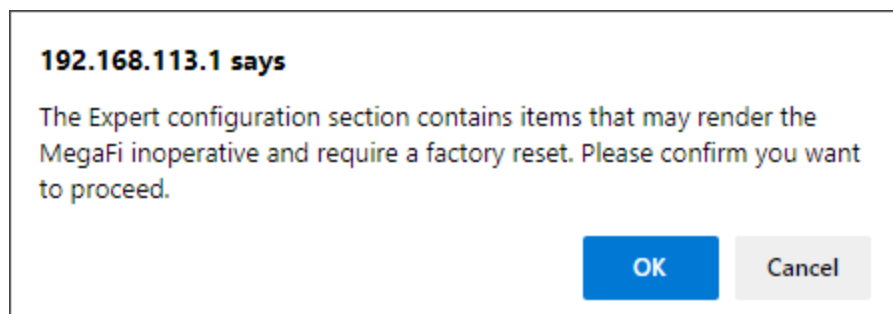 192.168.113.1 says
The Expert configuration section contains items that may render the
MegaFi inoperative and require a factory reset. Please confirm you want
to proceed.
OK
Cancel